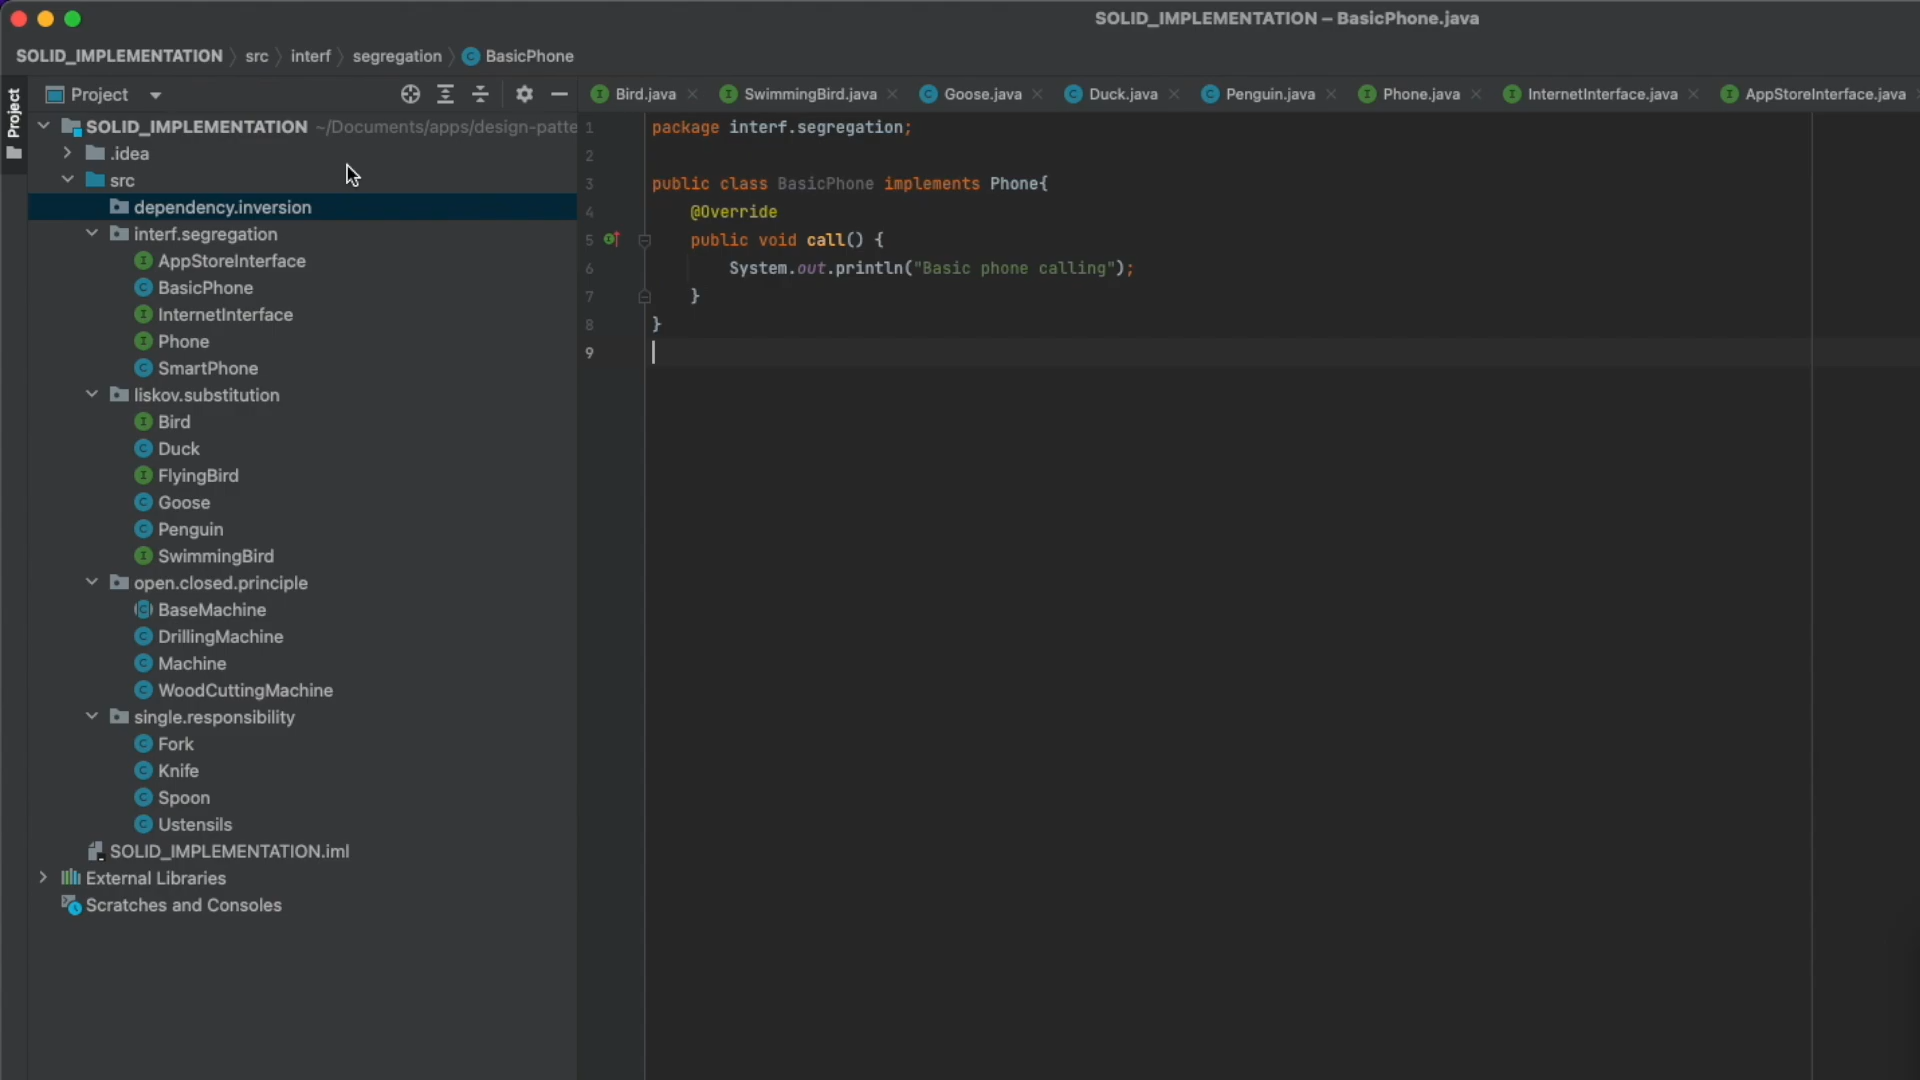 SOLID_IMPLEMENTATION – BasicPhone.java
SOLID_IMPLEMENTATION src interf segregation BasicPhone
Project
Project
Bird.java SwimmingBird.java Goose.java Duck.java Penguin.java Phone.java InternetInterface.java AppStoreInterface.java
SOLID_IMPLEMENTATION ~/Documents/apps/design-patte
.idea
src
dependency.inversion
interf.segregation
AppStoreInterface
BasicPhone
InternetInterface
Phone
SmartPhone
liskov.substitution
Bird
Duck
FlyingBird
Goose
Penguin
SwimmingBird
open.closed.principle
BaseMachine
DrillingMachine
Machine
WoodCuttingMachine
single.responsibility
Fork
Knife
Spoon
Ustensils
SOLID_IMPLEMENTATION.iml
External Libraries
Scratches and Consoles
1 package interf.segregation;
2
3 public class BasicPhone implements Phone{
4 @Override
5 public void call() {
6 System.out.println("Basic phone calling");
7 }
8 }
9